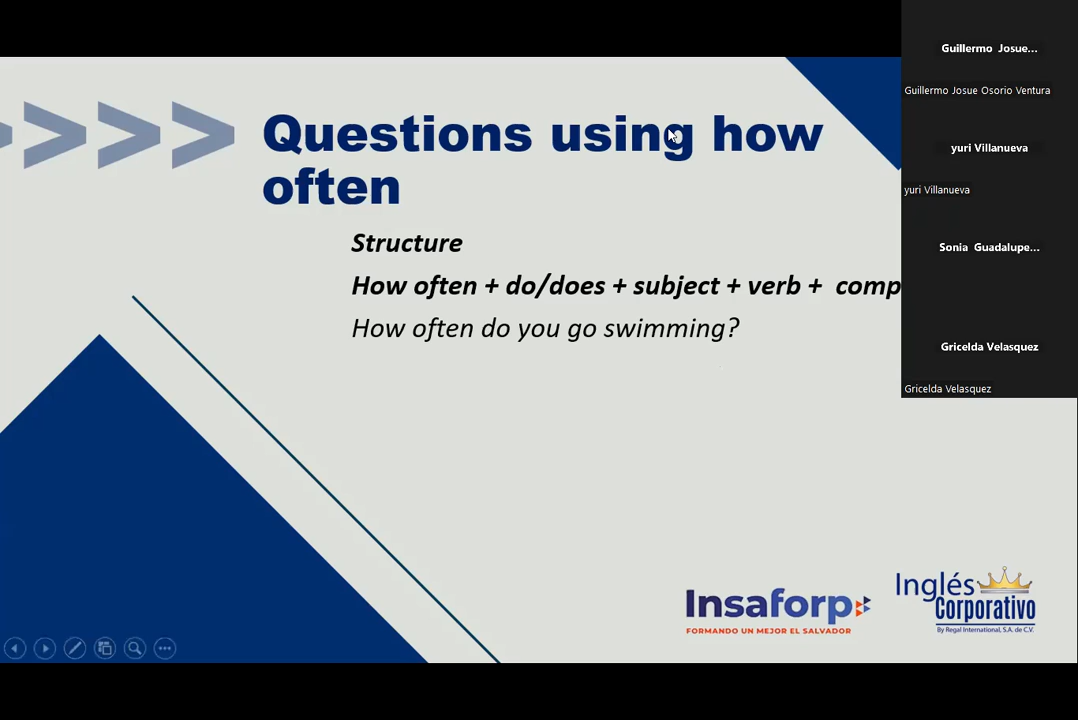 Questions using how
often
Structure
How often + do/does + subject + verb + comp
How often do you go swimming?
Guillermo Josue...
Guillermo Josue Osorio Ventura
yuri Villanueva
yuri Villanueva
Sonia Guadalupe...
Gricelda Velasquez
Gricelda Velasquez
Insaforp
FORMANDO UN MEJOR EL SALVADOR
Inglés
Corporativo
By Regal International, S.A. de C.V.